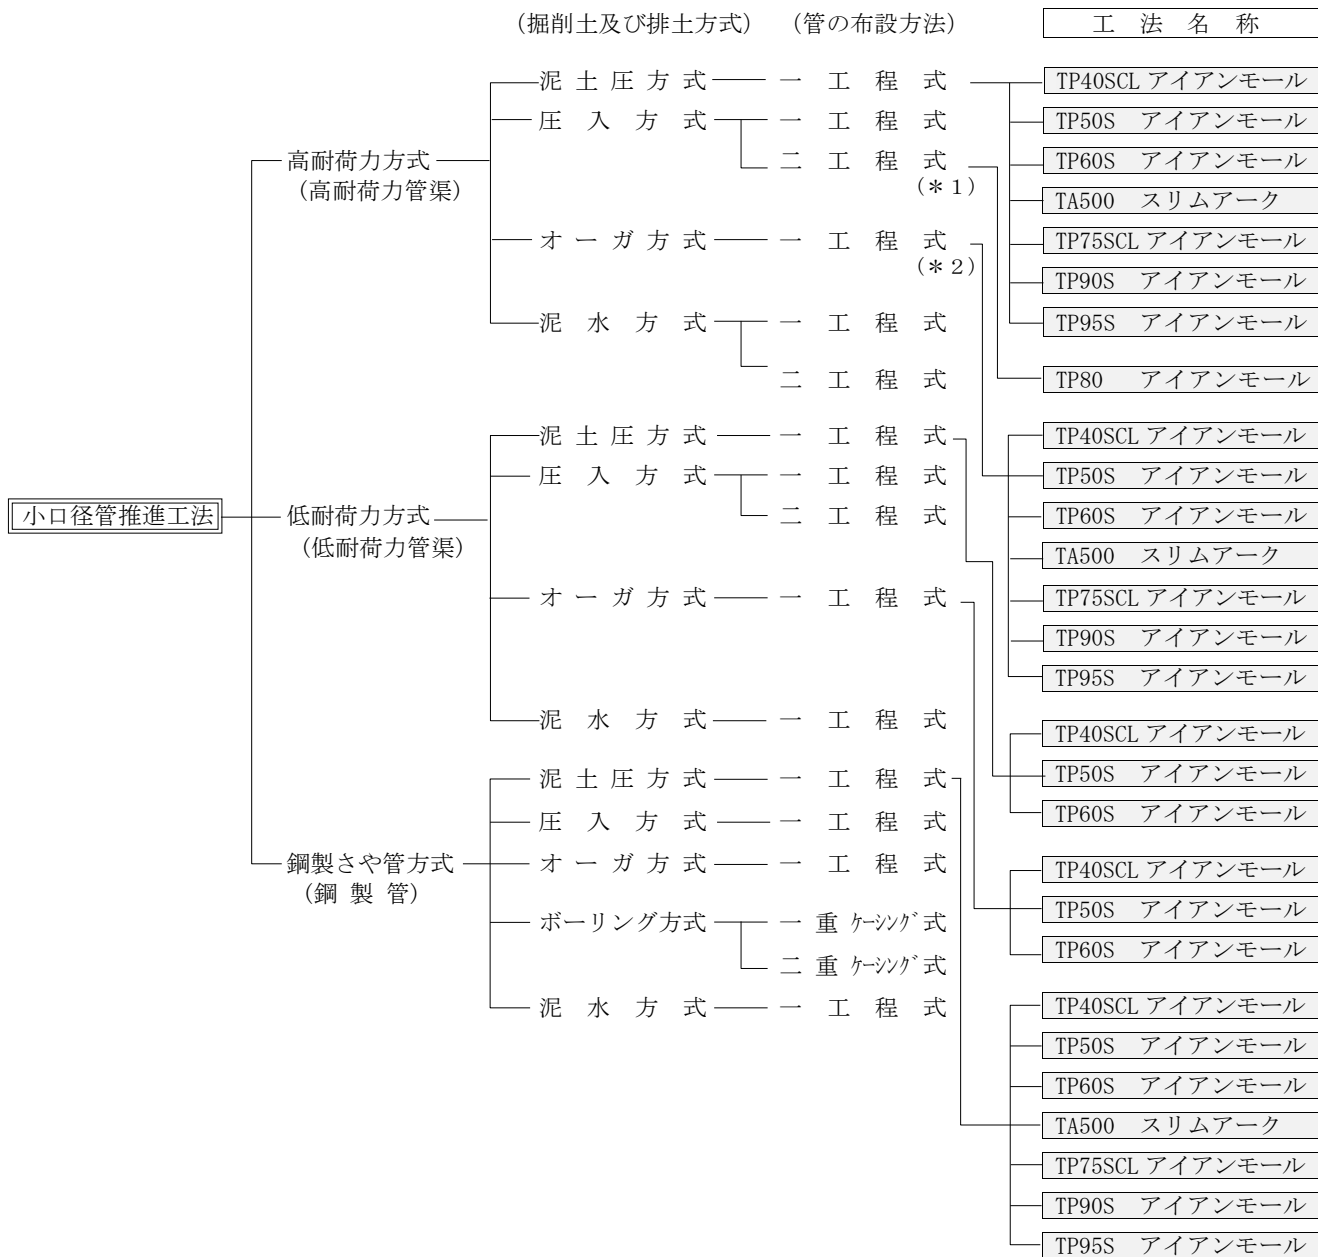 (掘削土及び排土方式) (管の布設方法) 工法名称
泥土圧方式 一工程式 TP40SCL アイアンモール
圧入方式 一工程式 TP50S アイアンモール
高耐荷力方式 二工程式 TP60S アイアンモール
(高耐荷力管渠) (*1)
TA500 スリムアーク
オーガ方式 一工程式 TP75SCL アイアンモール
(*2)
TP90S アイアンモール
泥水方式 一工程式 TP95S アイアンモール
二工程式 TP80 アイアンモール
泥土圧方式 一工程式 TP40SCL アイアンモール
圧入方式 一工程式 TP50S アイアンモール
小口径管推進工法 低耐荷力方式 二工程式 TP60S アイアンモール
(低耐荷力管渠) TA500 スリムアーク
オーガ方式 一工程式 TP75SCL アイアンモール
TP90S アイアンモール
TP95S アイアンモール
泥水方式 一工程式
TP40SCL アイアンモール
泥土圧方式 一工程式 TP50S アイアンモール
圧入方式 一工程式 TP60S アイアンモール
鋼製さや管方式 オーガ方式 一工程式 TP40SCL アイアンモール
(鋼製管)
TP50S アイアンモール
ボーリング方式 一重ケーシング式
TP60S アイアンモール
二重ケーシング式
泥水方式 一工程式 TP40SCL アイアンモール
TP50S アイアンモール
TP60S アイアンモール
TA500 スリムアーク
TP75SCL アイアンモール
TP90S アイアンモール
TP95S アイアンモール